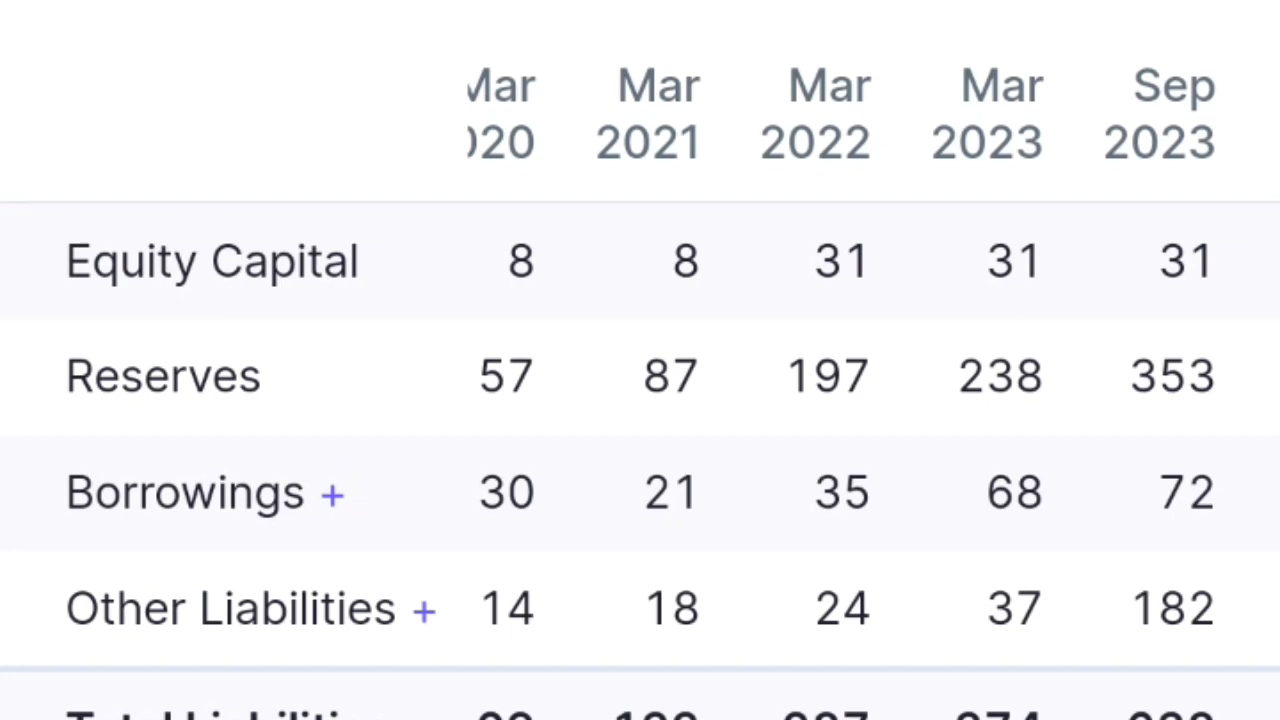 Mar Mar Mar Mar Sep
020 2021 2022 2023 2023
Equity Capital 8 8 31 31 31
Reserves 57 87 197 238 353
Borrowings + 30 21 35 68 72
Other Liabilities + 14 18 24 37 182